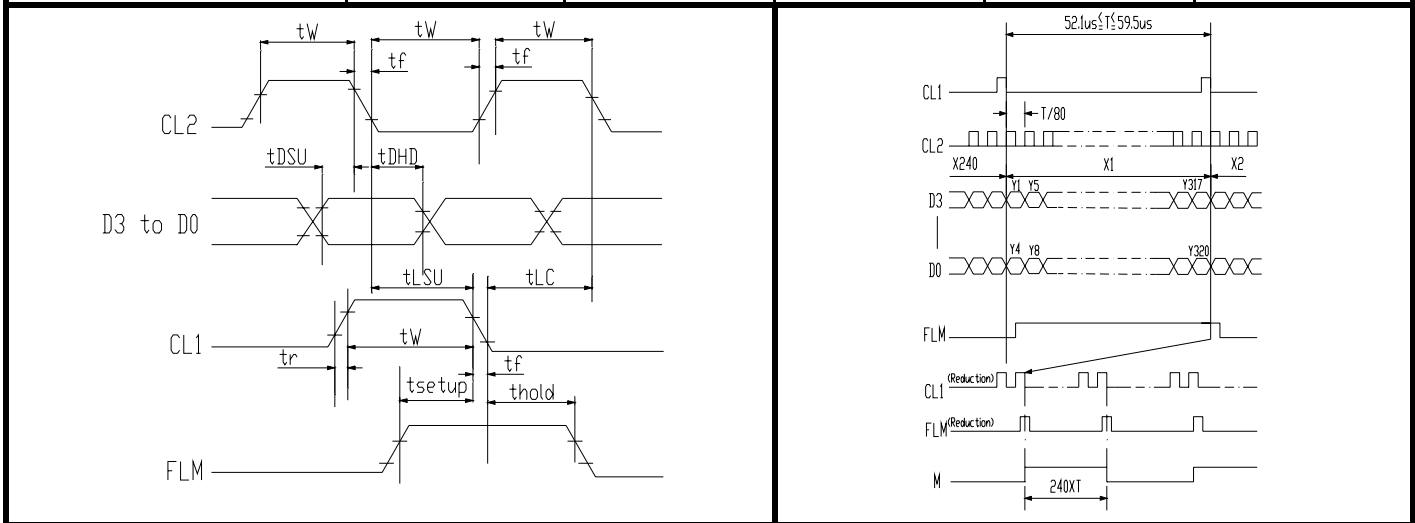 tW
tW
tW
tf
tf
CL2
tDSU
tDHD
D3 to D0
tLSU
tLC
CL1
tW
tr
tf
tsetup
thold
FLM
52.1us≦T≦59.5us
CL1
T/80
CL2
X240
X1
X2
Y1 Y5
Y317
D3
Y4 Y8
Y320
D0
FLM
CL1 (Reduction)
FLM (Reduction)
M
240XT